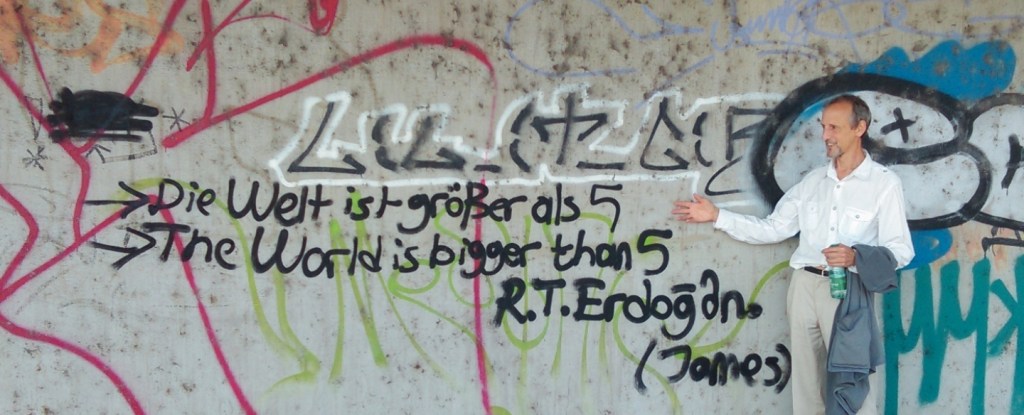 →Die Welt ist größer als 5
→The World is bigger than 5
R.T.Erdoğan.
(James)